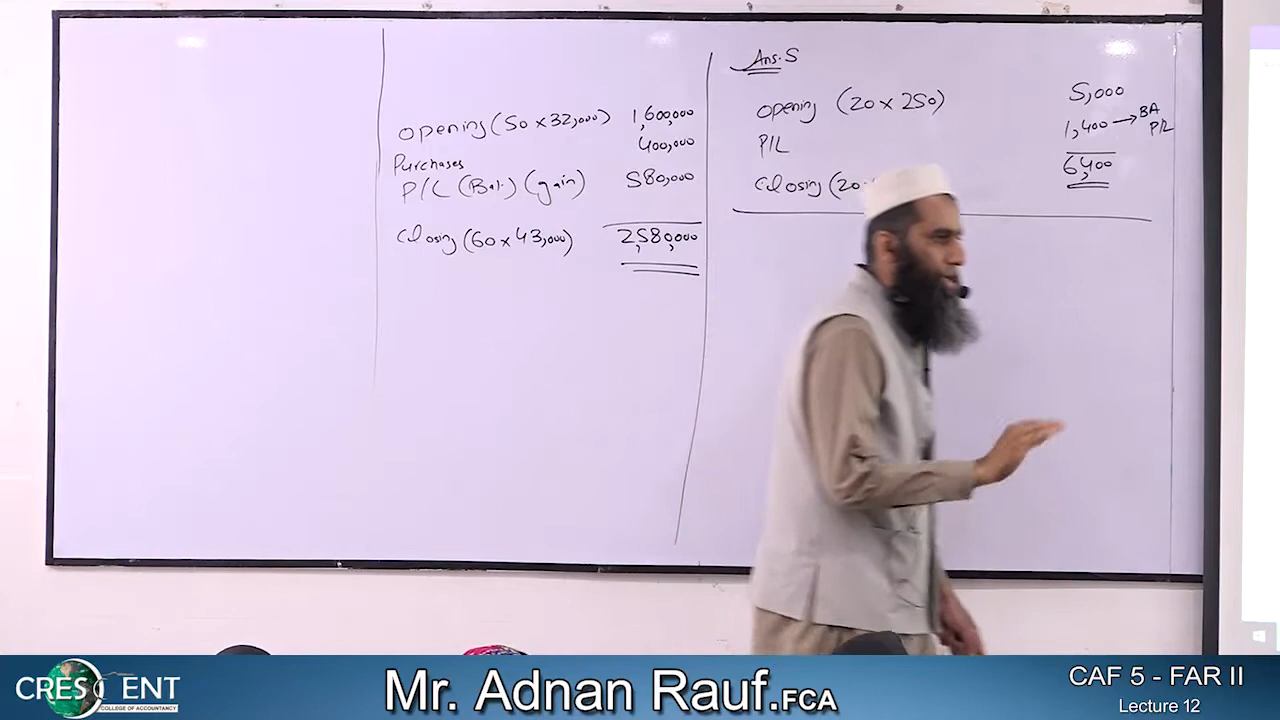 opening (50 x 32,000) 1,600,000
Purchases 400,000
P/L (Bal.) (gain) 580,000
closing (60 x 43,000) 2,580,000
Ans.5
opening (20 x 250) 5,000
P/L 1,400 → BA P/L
6,400
closing (20
CRESCENT
COLLEGE OF ACCOUNTANCY
Mr. Adnan Rauf.FCA
CAF 5 - FAR II
Lecture 12